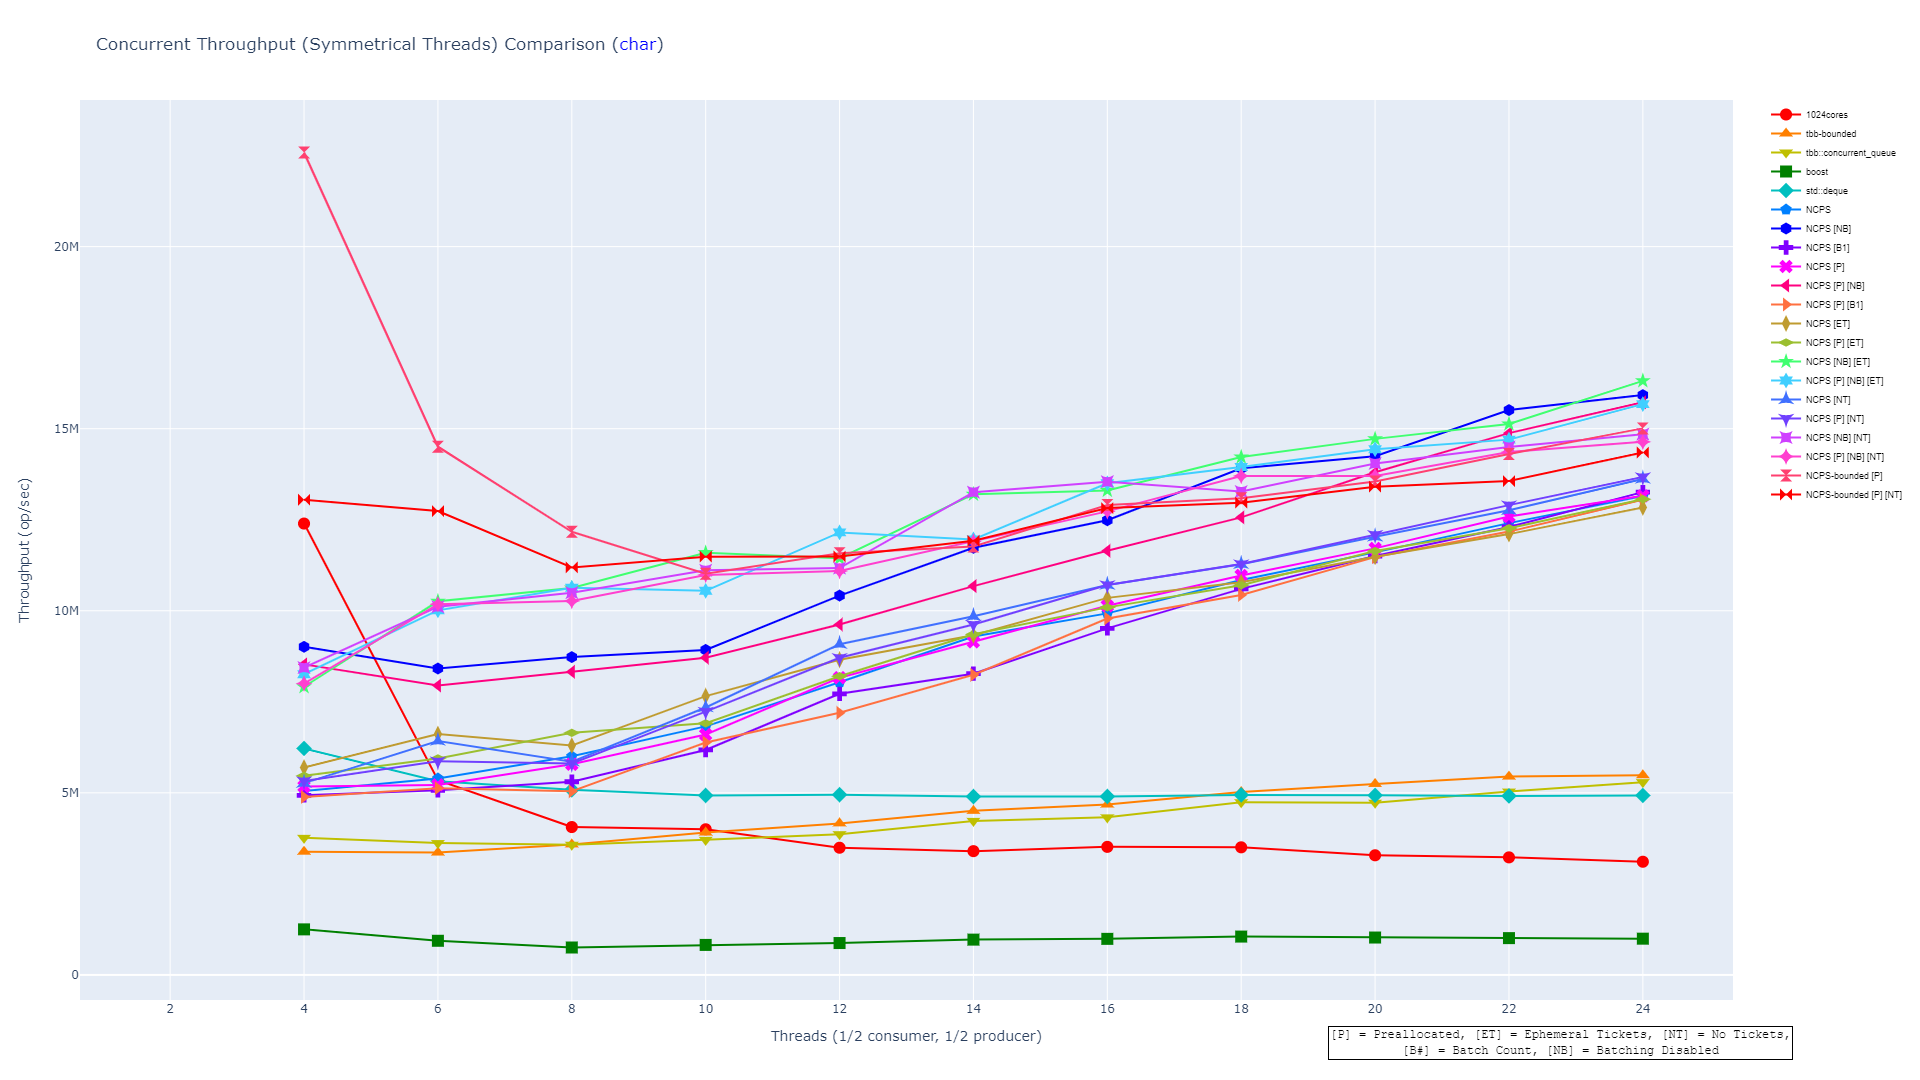 Concurrent Throughput (Symmetrical Threads) Comparison (char)
1024cores
tbb-bounded
tbb::concurrent_queue
boost
std::deque
NCPS
NCPS [NB]
NCPS [B1]
NCPS [P]
NCPS [P] [NB]
NCPS [P] [B1]
NCPS [ET]
NCPS [P] [ET]
NCPS [NB] [ET]
NCPS [P] [NB] [ET]
NCPS [NT]
NCPS [P] [NT]
NCPS [NB] [NT]
NCPS [P] [NB] [NT]
NCPS-bounded [P]
NCPS-bounded [P] [NT]
Throughput (op/sec)
20M
15M
10M
5M
0
2 4 6 8 10 12 14 16 18 20 22 24
Threads (1/2 consumer, 1/2 producer)
[P] = Preallocated, [ET] = Ephemeral Tickets, [NT] = No Tickets,
[B#] = Batch Count, [NB] = Batching Disabled